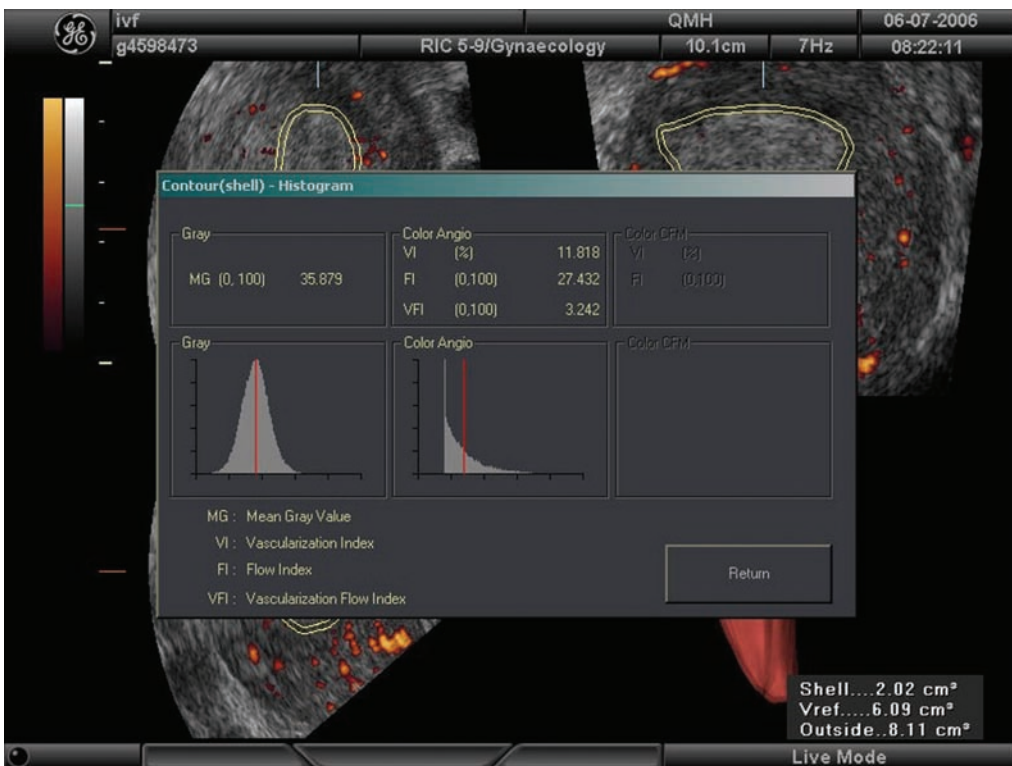 ivf QMH 06-07-2006
g4598473 RIC 5-9/Gynaecology 10.1cm 7Hz 08:22:11
Contour(shell) - Histogram
Gray
MG (0, 100) 35.879
Color Angio
VI (%) 11.818
FI (0,100) 27.432
VFI (0,100) 3.242
Color CFM
VI (%)
FI (0,100)
Gray
Color Angio
Color CFM
MG : Mean Gray Value
VI : Vascularization Index
FI : Flow Index
VFI : Vascularization Flow Index
Return
Shell....2.02 cm³
Vref.....6.09 cm³
Outside..8.11 cm³
Live Mode